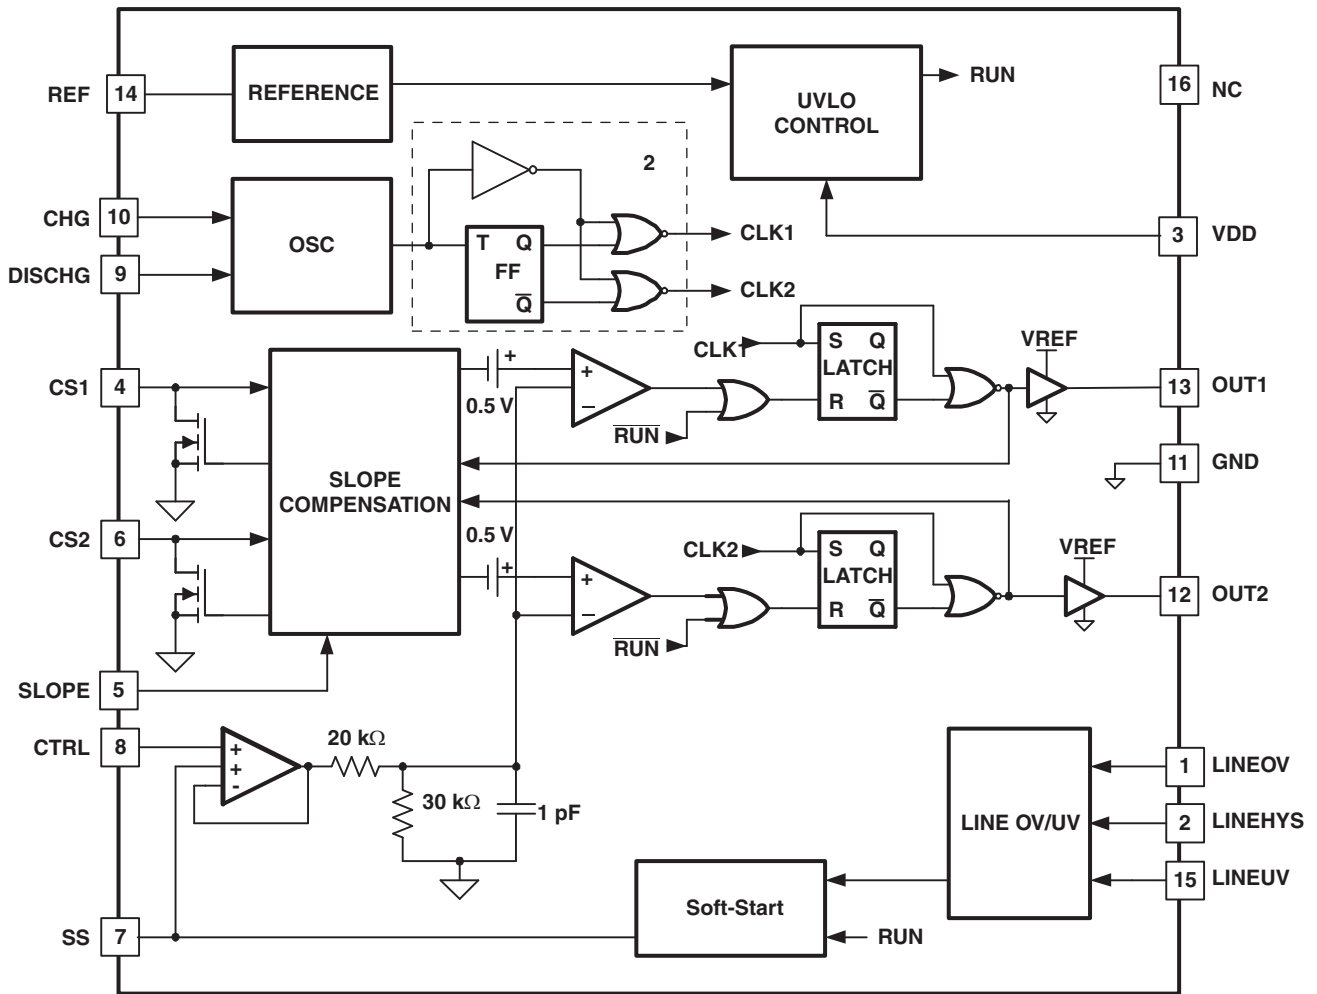 REF 14 REFERENCE
UVLO
CONTROL
RUN
16 NC
CHG 10
DISCHG 9
OSC
2
T Q
FF
Q̅
CLK1
CLK2
3 VDD
CS1 4
+
0.5 V
+
–
R̅U̅N̅
CLK1
S Q
LATCH
R Q̅
VREF
13 OUT1
11 GND
SLOPE
COMPENSATION
CS2 6
0.5 V
+
+
–
R̅U̅N̅
CLK2
S Q
LATCH
R Q̅
VREF
12 OUT2
SLOPE 5
CTRL 8
+
+
-
20 kΩ
30 kΩ
1 pF
LINE OV/UV
1 LINEOV
2 LINEHYS
15 LINEUV
SS 7
Soft-Start
RUN